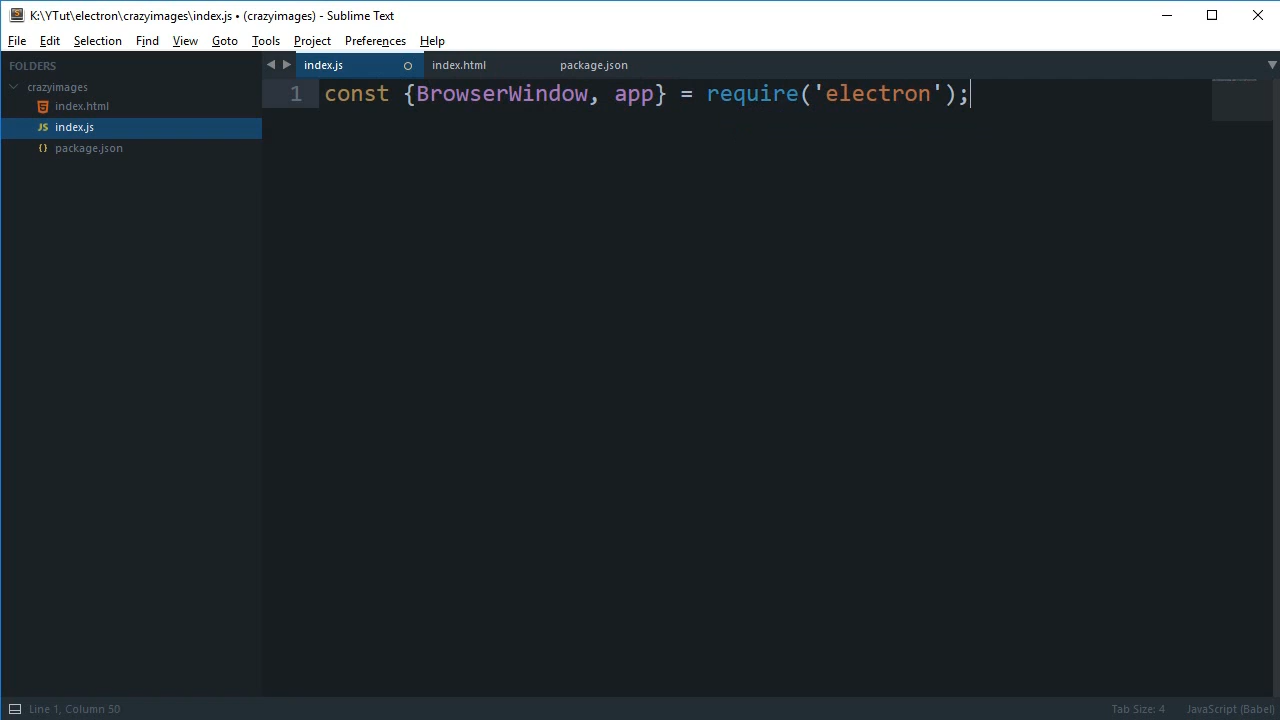 K:\YTut\electron\crazyimages\index.js • (crazyimages) - Sublime Text
File Edit Selection Find View Goto Tools Project Preferences Help
FOLDERS
crazyimages
index.html
index.js
package.json
index.js index.html package.json
1 const {BrowserWindow, app} = require('electron');
Line 1, Column 50 Tab Size: 4 JavaScript (Babel)